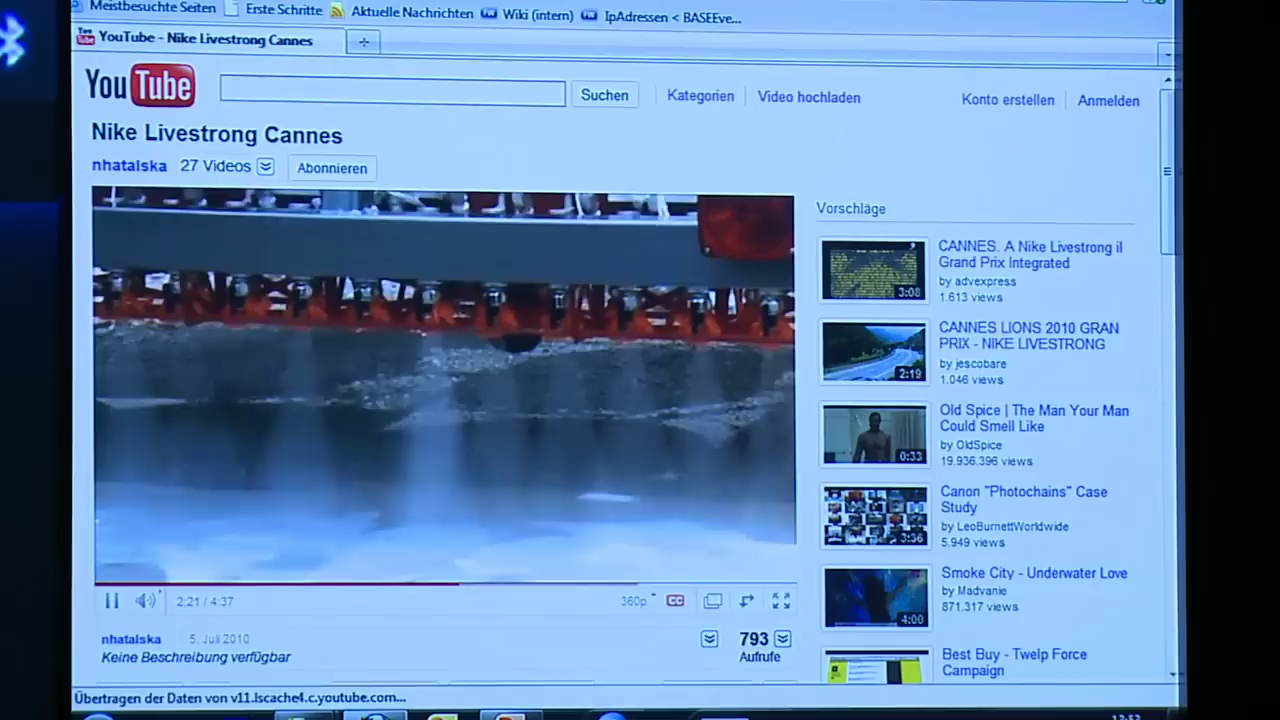 Meistbesuchte Seiten Erste Schritte Aktuelle Nachrichten Wiki (intern) IpAdressen < BASEEve...
YouTube - Nike Livestrong Cannes
YouTube Suchen Kategorien Video hochladen Konto erstellen Anmelden
Nike Livestrong Cannes
nhatalska 27 Videos Abonnieren
Vorschläge
CANNES. A Nike Livestrong il
Grand Prix Integrated
by advexpress
3:08
1.613 views
CANNES LIONS 2010 GRAN
PRIX - NIKE LIVESTRONG
by jescobare
2:19
1.046 views
Old Spice | The Man Your Man
Could Smell Like
by OldSpice
0:33
19.936.396 views
Canon "Photochains" Case
Study
by LeoBurnettWorldwide
3:36
5.949 views
Smoke City - Underwater Love
by Madvanie
871.317 views
4:00
Best Buy - Twelp Force
Campaign
2:21 / 4:37 360p CC
nhatalska 5. Juli 2010 793
Keine Beschreibung verfügbar Aufrufe
Übertragen der Daten von v11.lscache4.c.youtube.com...